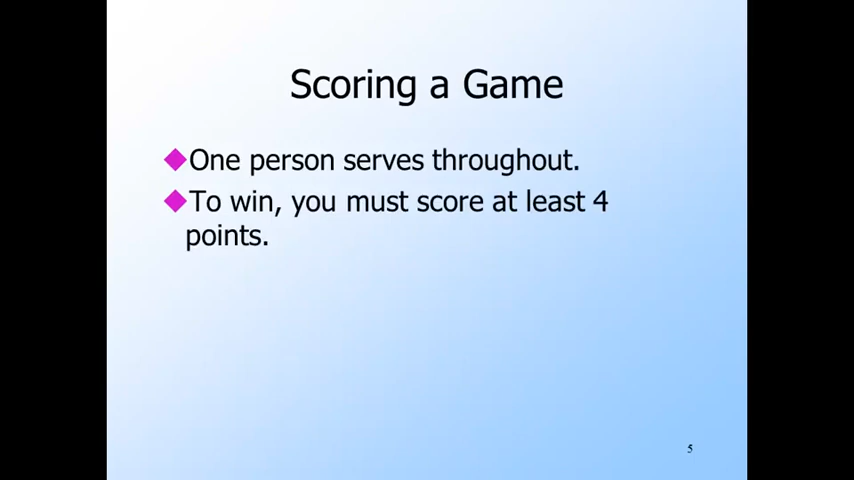 Scoring a Game
One person serves throughout.
To win, you must score at least 4
points.
5